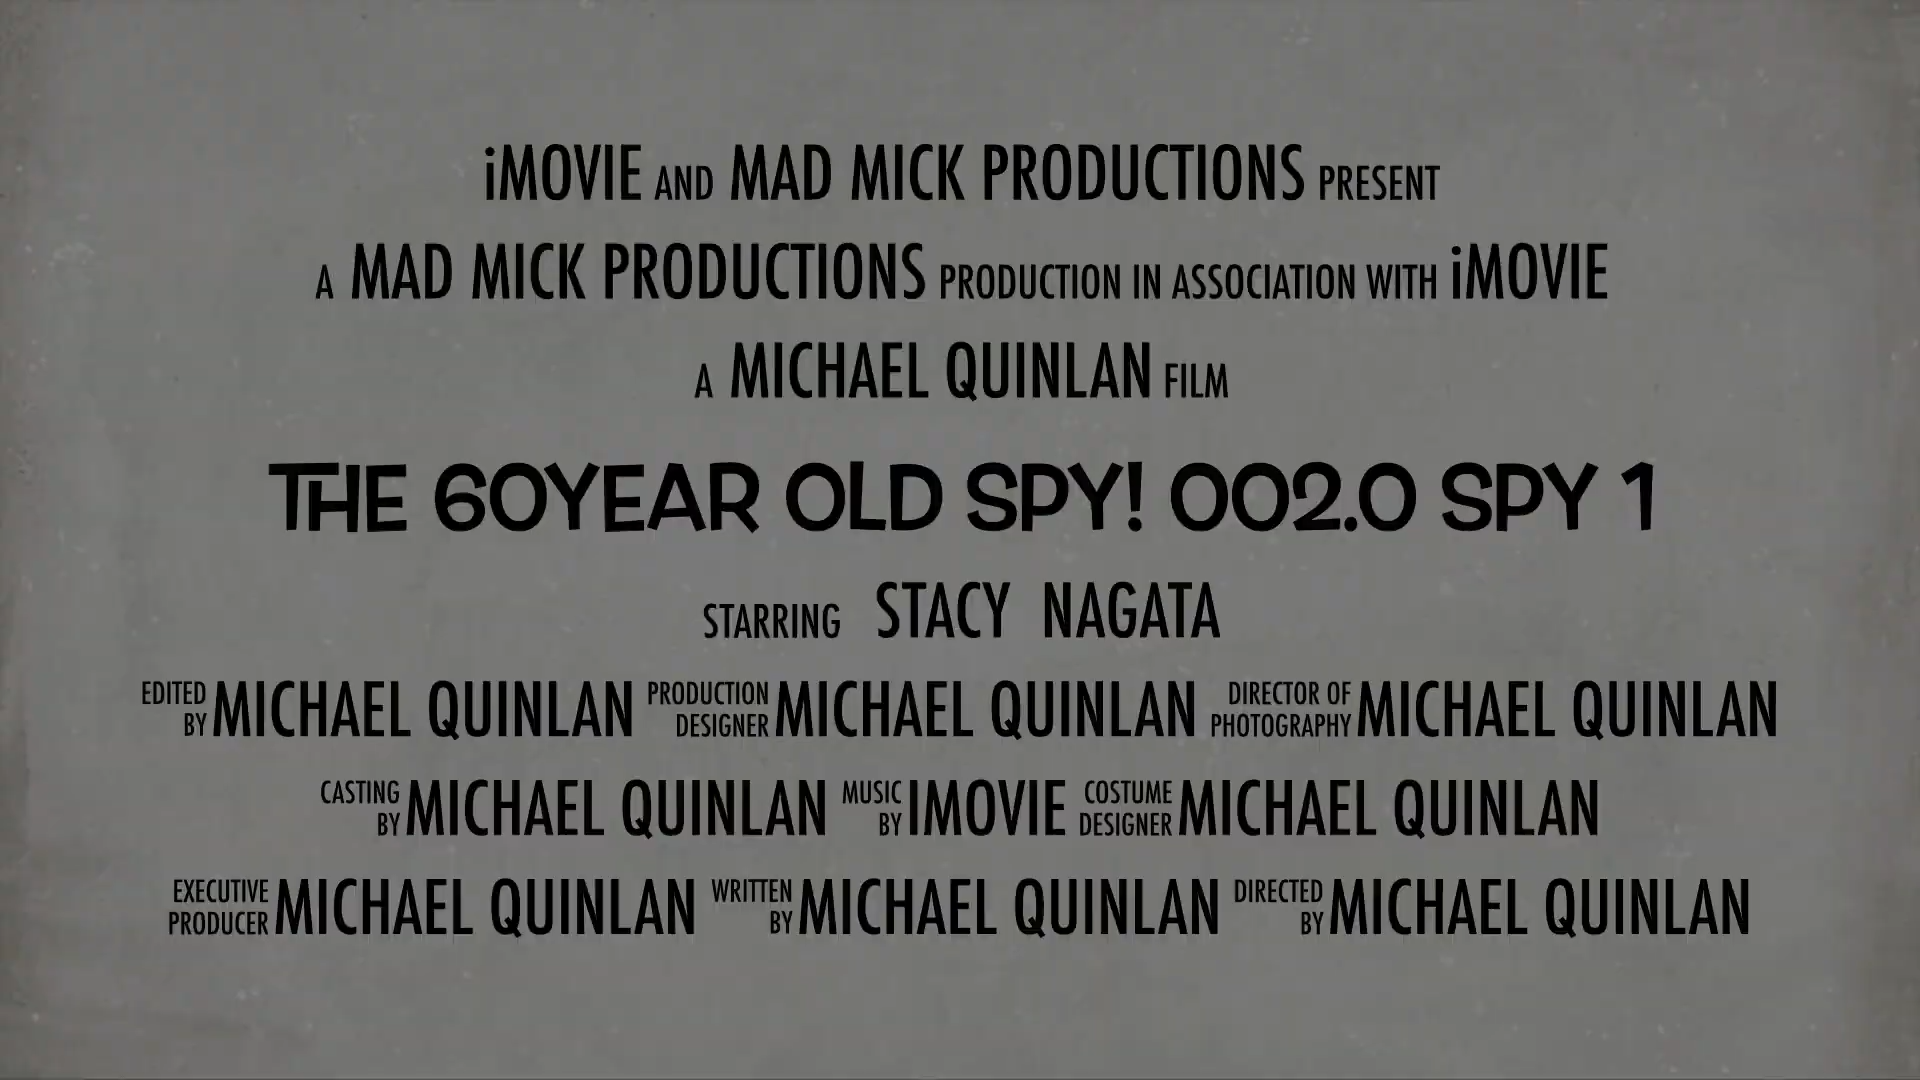 iMOVIE AND MAD MICK PRODUCTIONS PRESENT
A MAD MICK PRODUCTIONS PRODUCTION IN ASSOCIATION WITH iMOVIE
A MICHAEL QUINLAN FILM
THE 60YEAR OLD SPY! 002.0 SPY 1
STARRING STACY NAGATA
EDITED BY MICHAEL QUINLAN PRODUCTION DESIGNER MICHAEL QUINLAN DIRECTOR OF PHOTOGRAPHY MICHAEL QUINLAN
CASTING BY MICHAEL QUINLAN MUSIC BY IMOVIE COSTUME DESIGNER MICHAEL QUINLAN
EXECUTIVE PRODUCER MICHAEL QUINLAN WRITTEN BY MICHAEL QUINLAN DIRECTED BY MICHAEL QUINLAN